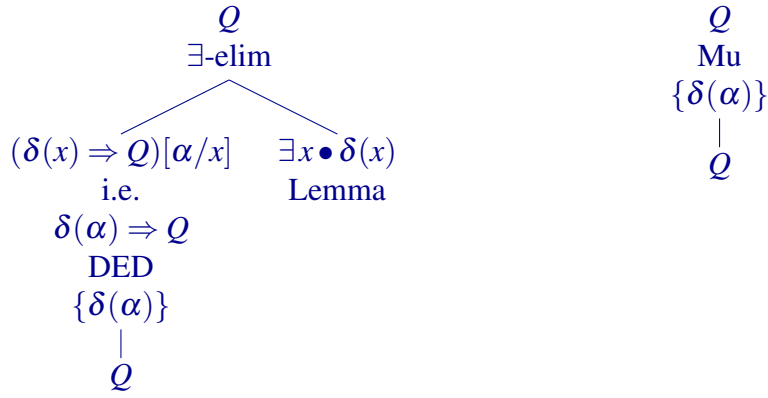 Q
∃-elim
(δ(x) ⇒ Q)[α/x]
i.e.
δ(α) ⇒ Q
DED
{δ(α)}
Q
∃x • δ(x)
Lemma
Q
Mu
{δ(α)}
Q